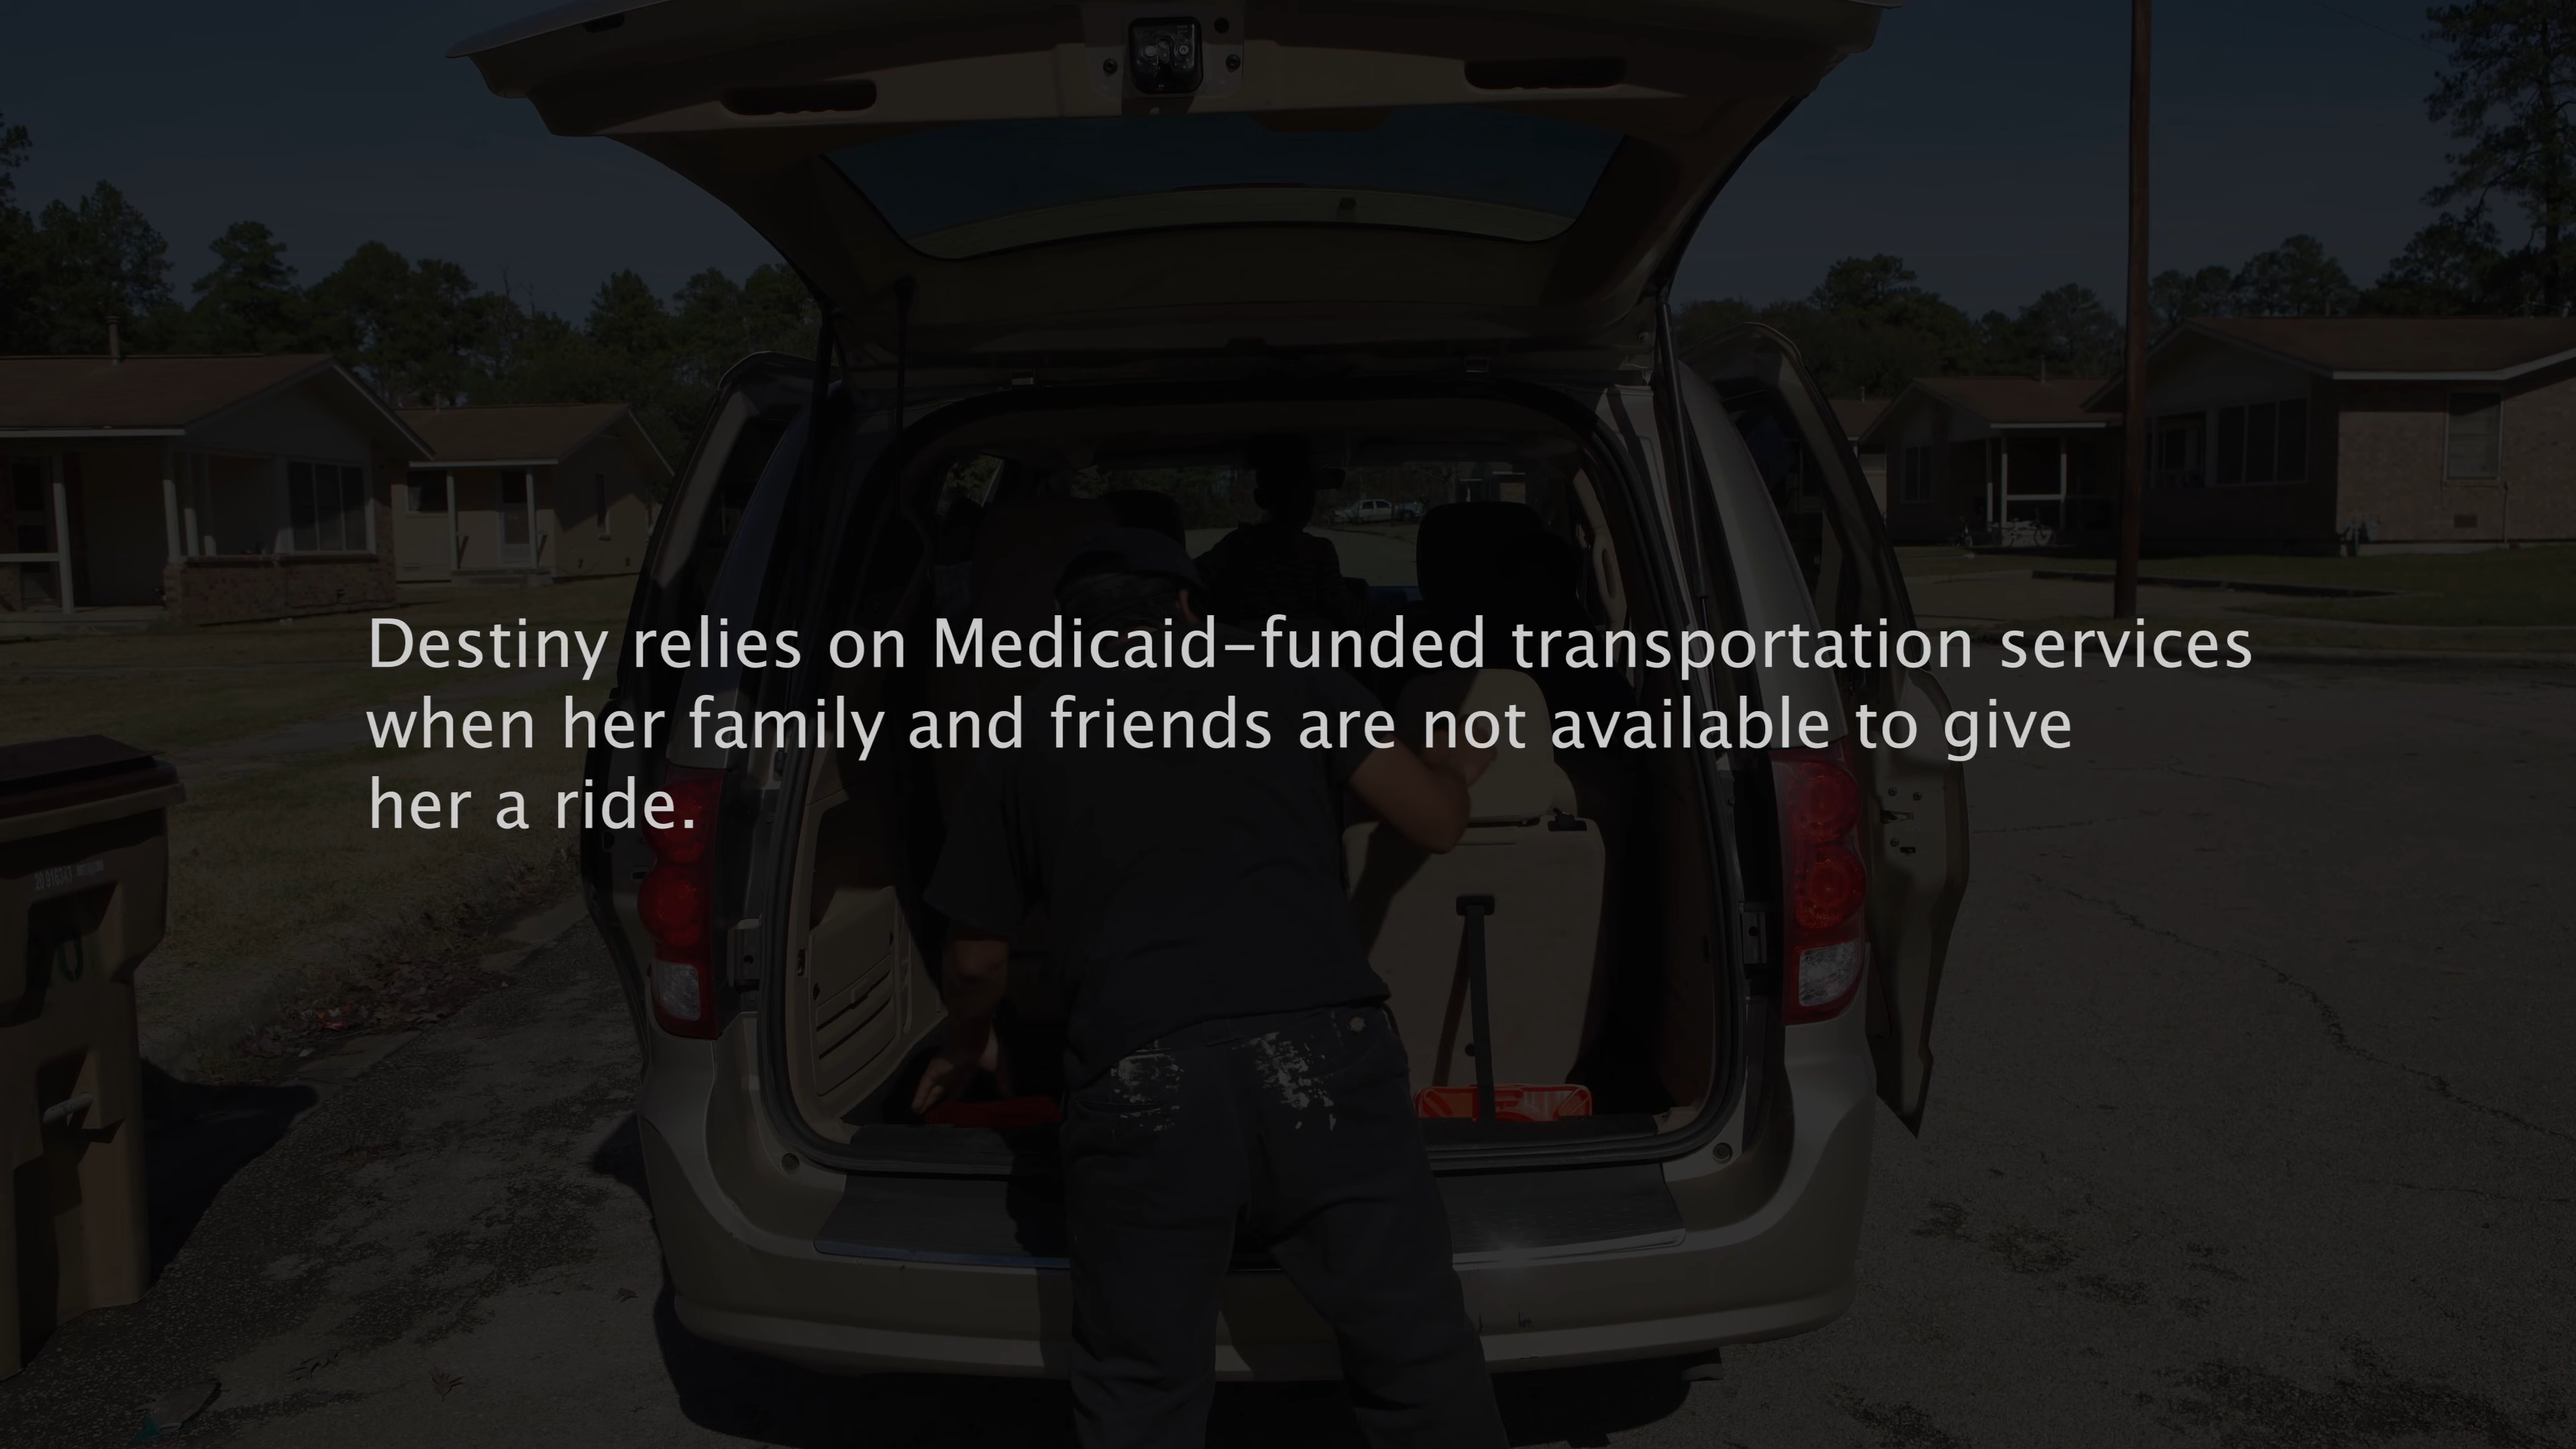 Destiny relies on Medicaid-funded transportation services
when her family and friends are not available to give
her a ride.